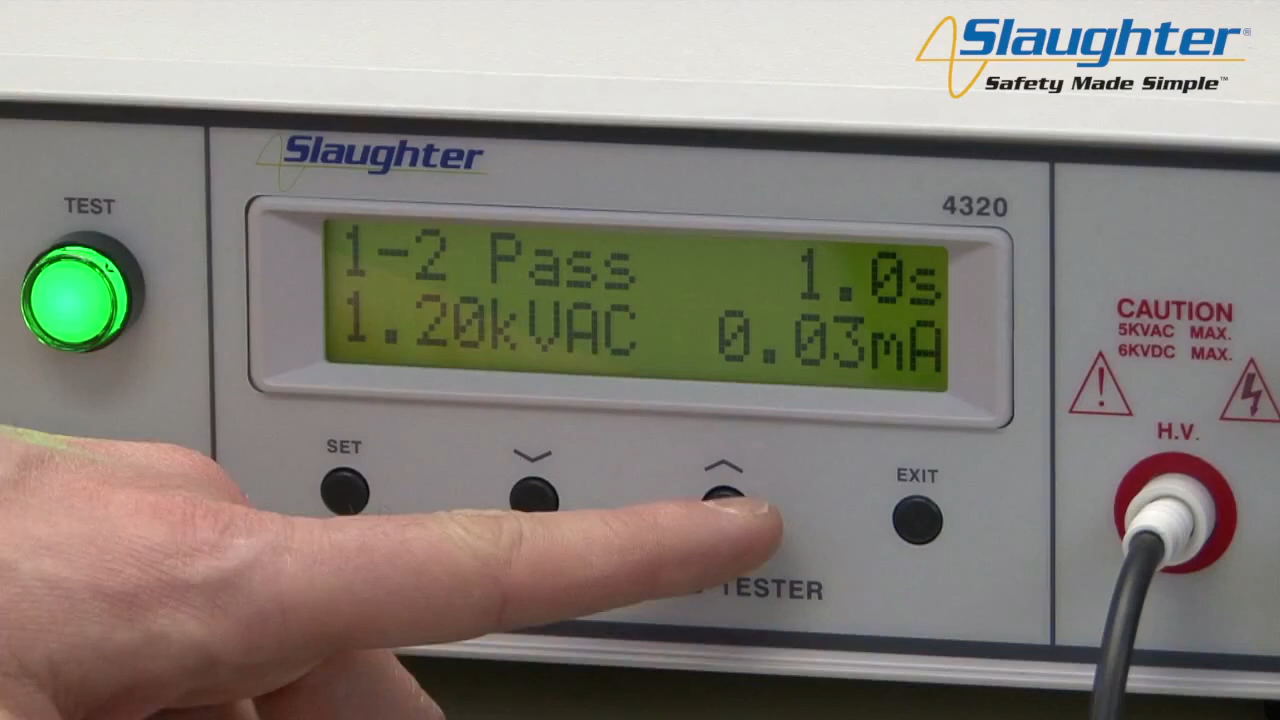 Slaughter®
Safety Made Simple™
Slaughter
4320
TEST
1-2 Pass 1.0s
1.20kVAC 0.03mA
CAUTION
5KVAC MAX.
6KVDC MAX.
H.V.
SET
EXIT
TESTER